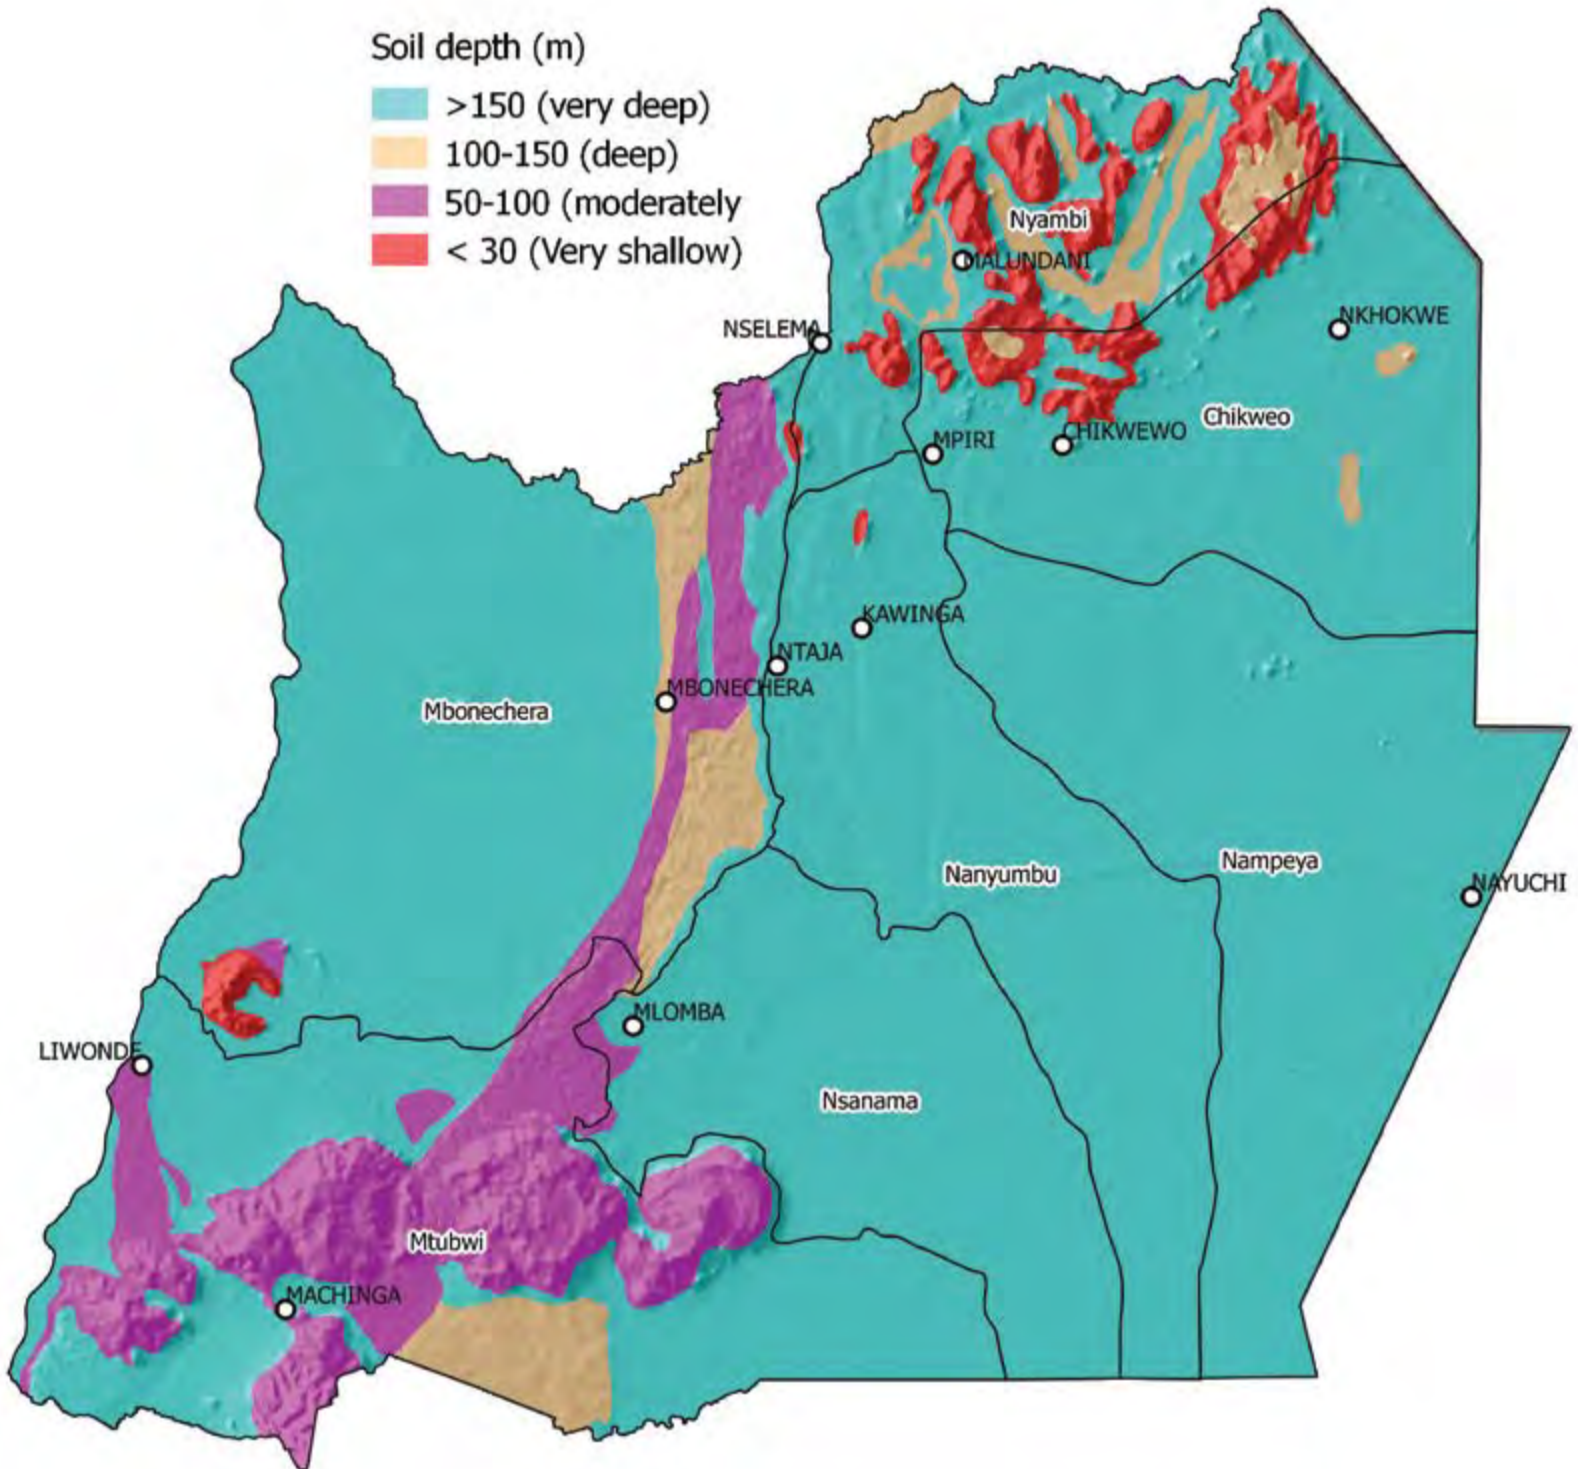 Soil depth (m)
>150 (very deep)
100-150 (deep)
50-100 (moderately
< 30 (Very shallow)
Nyambi
MALUNDANI
NSELEMA
NKHOKWE
Chikweo
MPIRI
CHIKWEWO
KAWINGA
NTAJA
MBONECHERA
Mbonechera
Nanyumbu
Nampeya
NAYUCHI
MLOMBA
LIWONDE
Nsanama
Mtubwi
MACHINGA